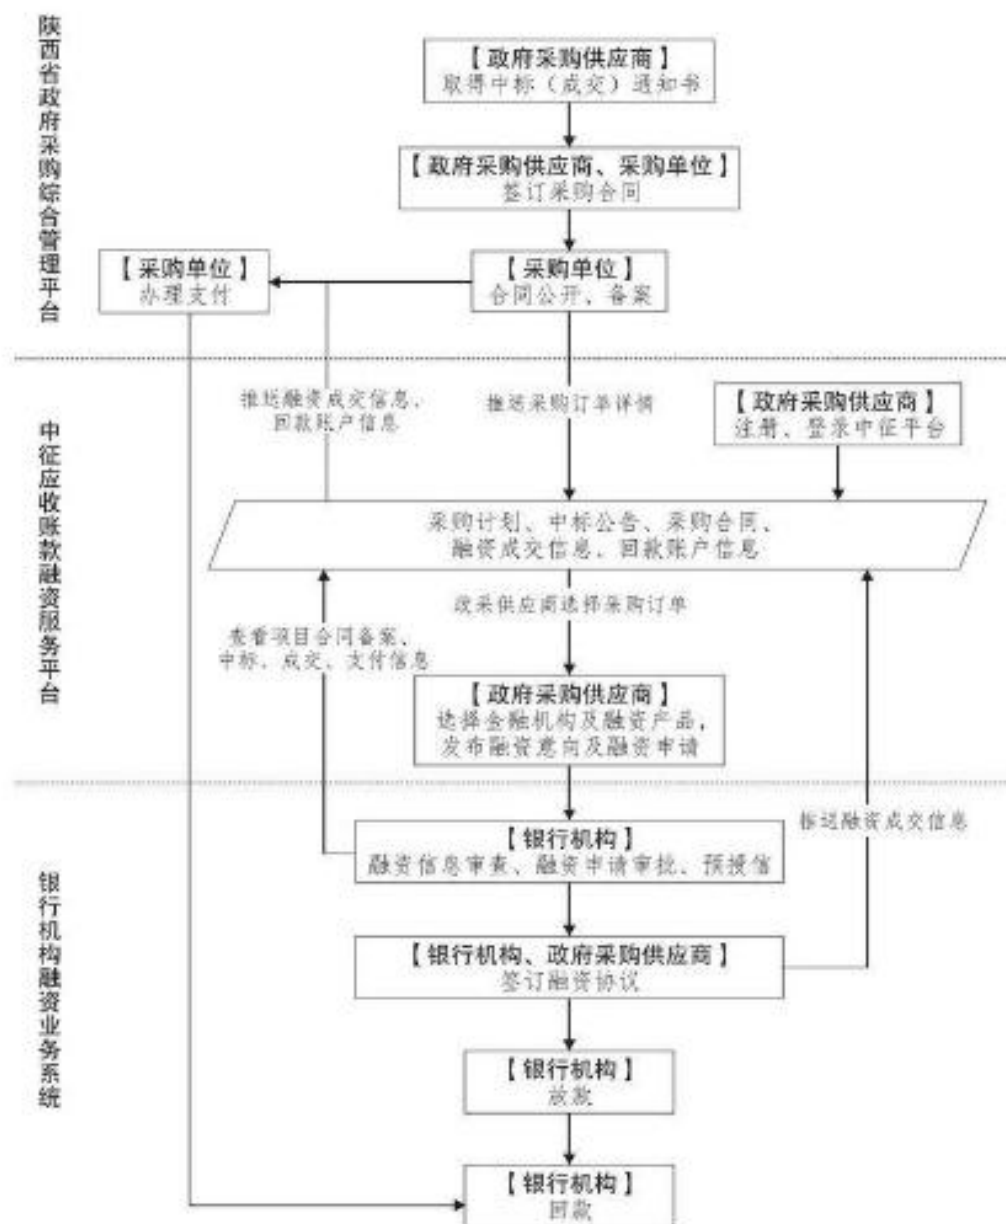 陕西省政府采购综合管理平台
【政府采购供应商】
取得中标（成交）通知书
【政府采购供应商、采购单位】
签订采购合同
【采购单位】
办理支付
【采购单位】
合同公开、备案
中征应收账款融资服务平台
推送融资成交信息、
回款账户信息
推送采购订单详情
【政府采购供应商】
注册、登录中征平台
采购计划、中标公告、采购合同、
融资成交信息、回款账户信息
政采供应商选择采购订单
查看项目合同备案、
中标、成交、支付信息
【政府采购供应商】
选择金融机构及融资产品，
发布融资意向及融资申请
银行机构融资业务系统
【银行机构】
融资信息审查、融资申请审批、预授信
推送融资成交信息
【银行机构、政府采购供应商】
签订融资协议
【银行机构】
放款
【银行机构】
回款